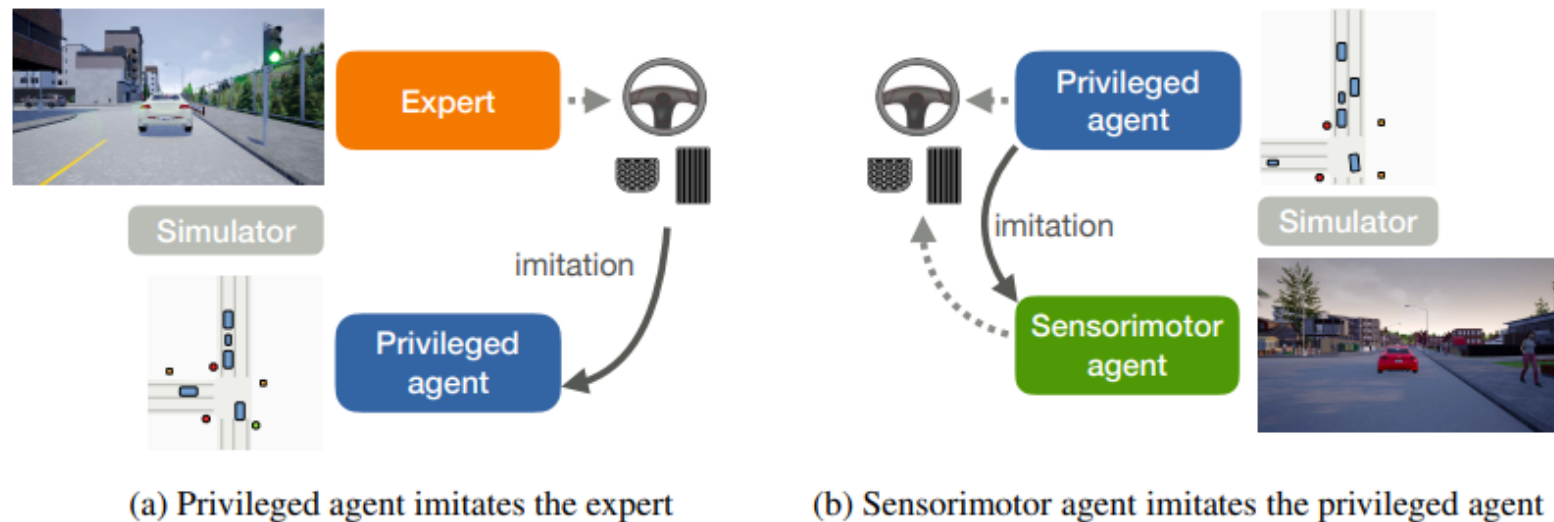 Expert
Simulator
imitation
Privileged
agent
(a) Privileged agent imitates the expert
Privileged
agent
imitation
Simulator
Sensorimotor
agent
(b) Sensorimotor agent imitates the privileged agent